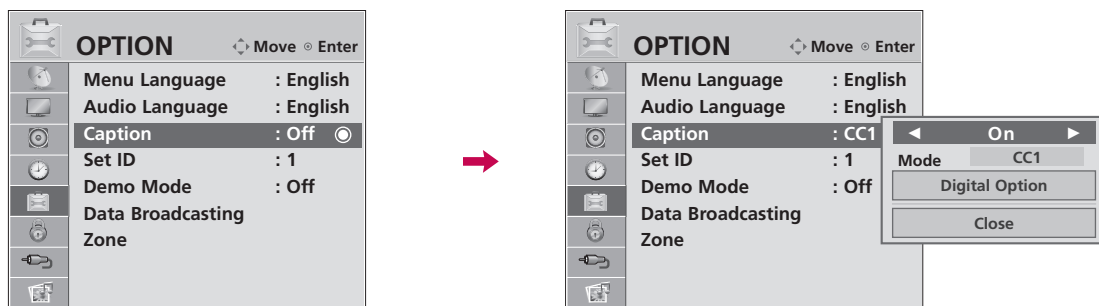 OPTION Move Enter
Menu Language : English
Audio Language : English
Caption : Off
Set ID : 1
Demo Mode : Off
Data Broadcasting
Zone
OPTION Move Enter
Menu Language : English
Audio Language : English
Caption : CC1
Set ID : 1
Demo Mode : Off
Data Broadcasting
Zone
On
Mode CC1
Digital Option
Close